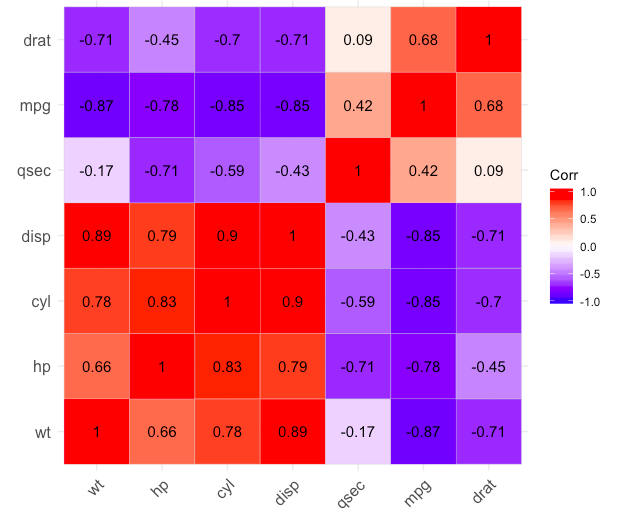 drat -0.71 -0.45 -0.7 -0.71 0.09 0.68 1
mpg -0.87 -0.78 -0.85 -0.85 0.42 1 0.68
qsec -0.17 -0.71 -0.59 -0.43 1 0.42 0.09
disp 0.89 0.79 0.9 1 -0.43 -0.85 -0.71
cyl 0.78 0.83 1 0.9 -0.59 -0.85 -0.7
hp 0.66 1 0.83 0.79 -0.71 -0.78 -0.45
wt 1 0.66 0.78 0.89 -0.17 -0.87 -0.71
wt hp cyl disp qsec mpg drat
Corr
1.0
0.5
0.0
-0.5
-1.0